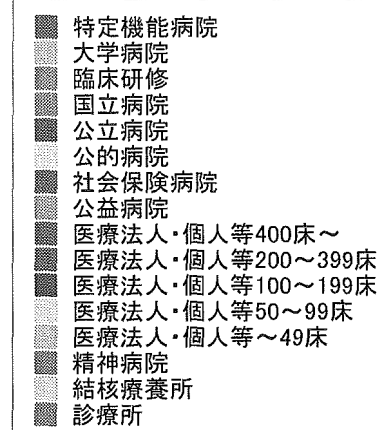 特定機能病院
大学病院
臨床研修
国立病院
公立病院
公的病院
社会保険病院
公益病院
医療法人・個人等400床～
医療法人・個人等200～399床
医療法人・個人等100～199床
医療法人・個人等50～99床
医療法人・個人等～49床
精神病院
結核療養所
診療所